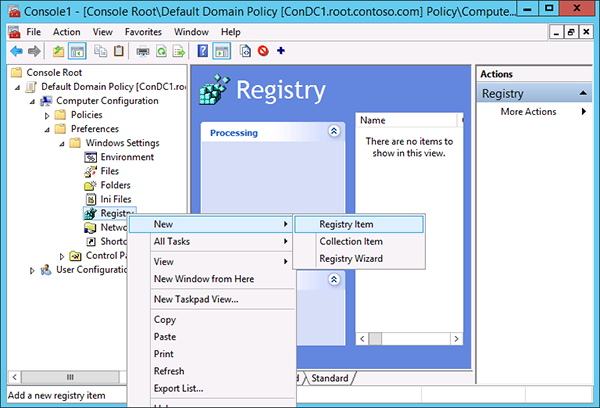 Console1 - [Console Root\Default Domain Policy [ConDC1.root.contoso.com] Policy\Compute...
File Action View Favorites Window Help
Console Root
Default Domain Policy [ConDC1.ro
Computer Configuration
Policies
Preferences
Windows Settings
Environment
Files
Folders
Ini Files
Registry
Netwo
Shortc
Control Pa
User Configuratio
Registry
Processing
Name
There are no items to
show in this view.
Actions
Registry
More Actions
New
All Tasks
View
New Window from Here
New Taskpad View...
Copy
Paste
Print
Refresh
Export List...
Registry Item
Collection Item
Registry Wizard
Standard
Add a new registry item